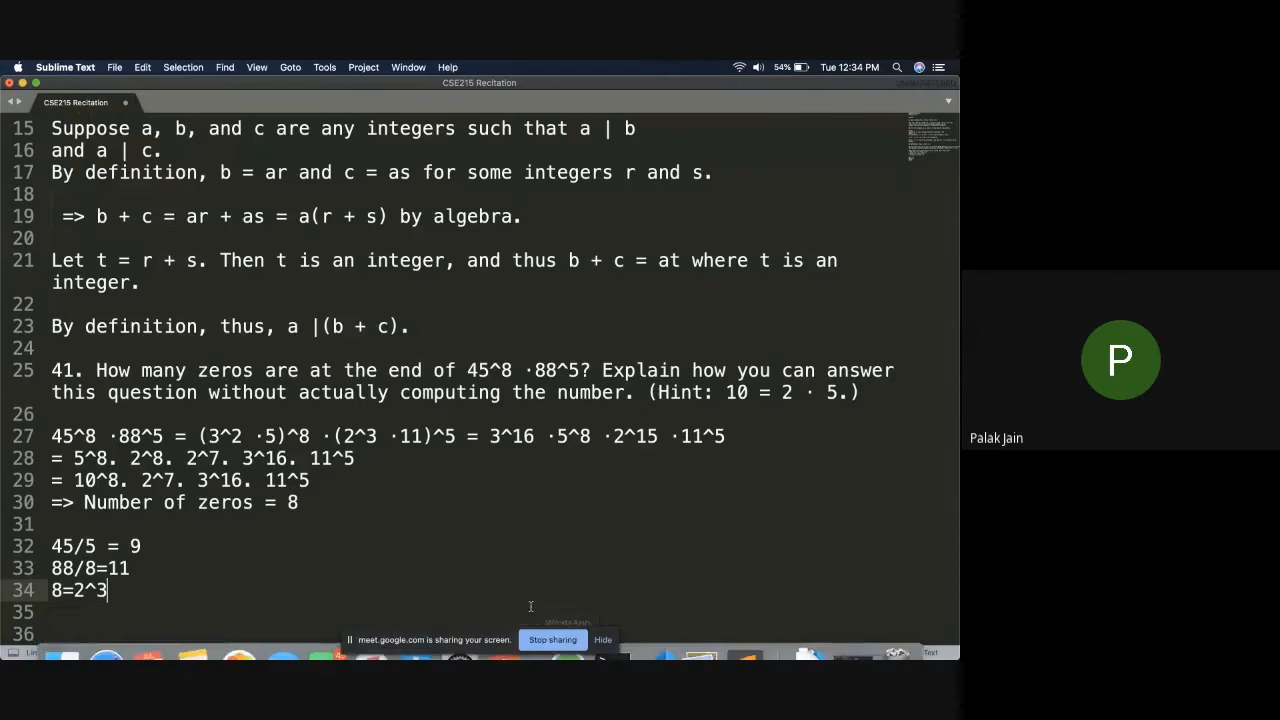 Sublime Text File Edit Selection Find View Goto Tools Project Window Help 54% Tue 12:34 PM
CSE215 Recitation
CSE215 Recitation
15 Suppose a, b, and c are any integers such that a | b
16 and a | c.
17 By definition, b = ar and c = as for some integers r and s.
18
19 => b + c = ar + as = a(r + s) by algebra.
20
21 Let t = r + s. Then t is an integer, and thus b + c = at where t is an
integer.
22
23 By definition, thus, a |(b + c).
24
25 41. How many zeros are at the end of 45^8 ·88^5? Explain how you can answer
this question without actually computing the number. (Hint: 10 = 2 · 5.)
26
27 45^8 ·88^5 = (3^2 ·5)^8 ·(2^3 ·11)^5 = 3^16 ·5^8 ·2^15 ·11^5
28 = 5^8. 2^8. 2^7. 3^16. 11^5
29 = 10^8. 2^7. 3^16. 11^5
30 => Number of zeros = 8
31
32 45/5 = 9
33 88/8=11
34 8=2^3
35
36
WhatsApp
meet.google.com is sharing your screen. Stop sharing Hide
P
Palak Jain